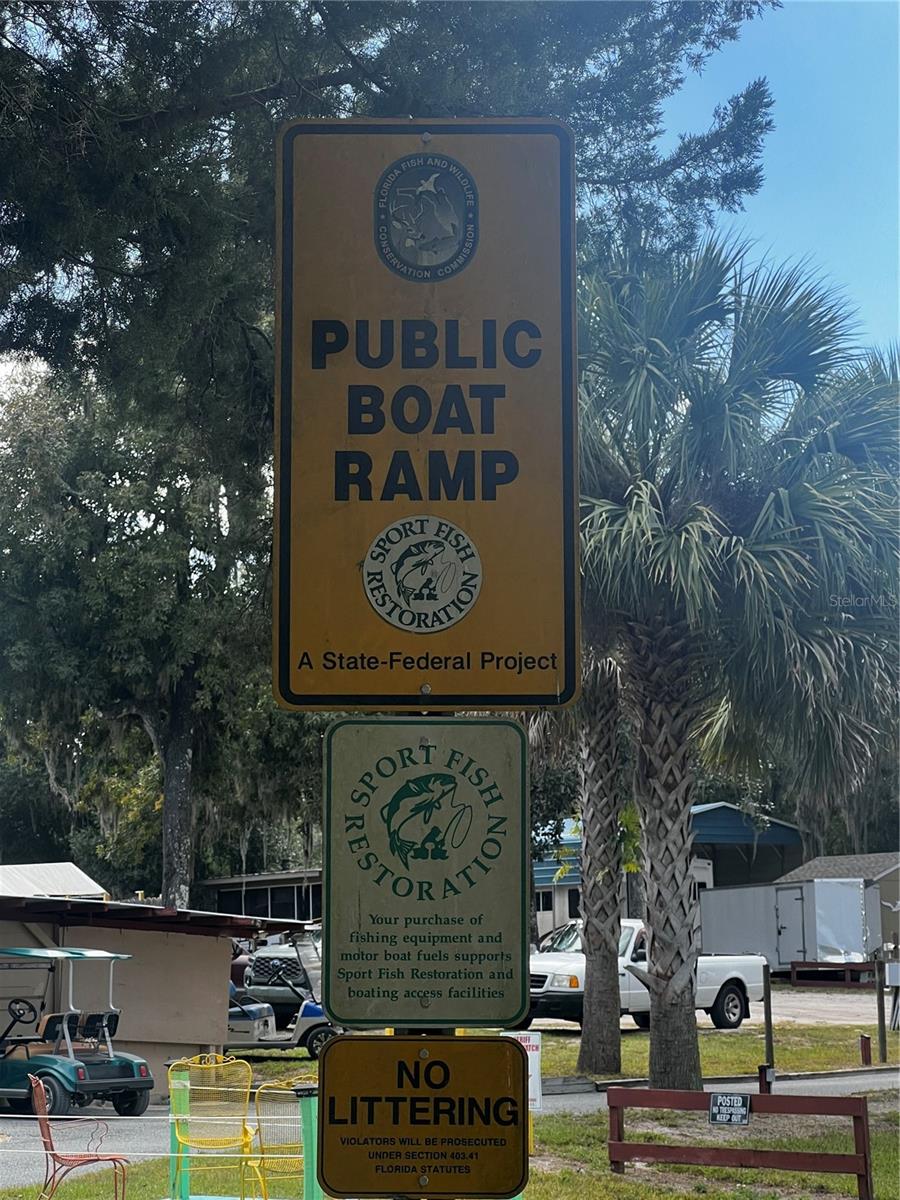 FLORIDA FISH AND WILDLIFE
CONSERVATION COMMISSION
PUBLIC
BOAT
RAMP
SPORT FISH
RESTORATION
A State-Federal Project
StellarMLS
SPORT FISH
RESTORATION
Your purchase of
fishing equipment and
motor boat fuels supports
Sport Fish Restoration and
boating access facilities
NO
LITTERING
VIOLATORS WILL BE PROSECUTED
UNDER SECTION 403.41
FLORIDA STATUTES
POSTED
NO TRESPASSING
KEEP OUT